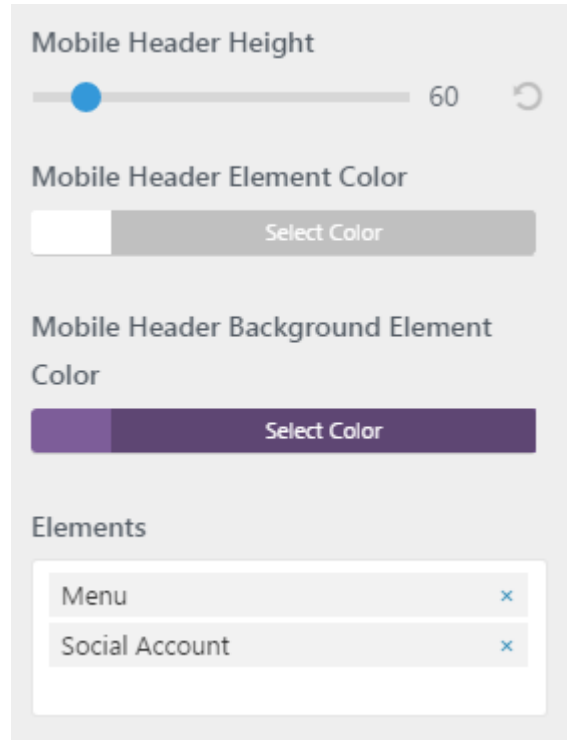 Mobile Header Height
60
Mobile Header Element Color
Select Color
Mobile Header Background Element
Color
Select Color
Elements
Menu ×
Social Account ×